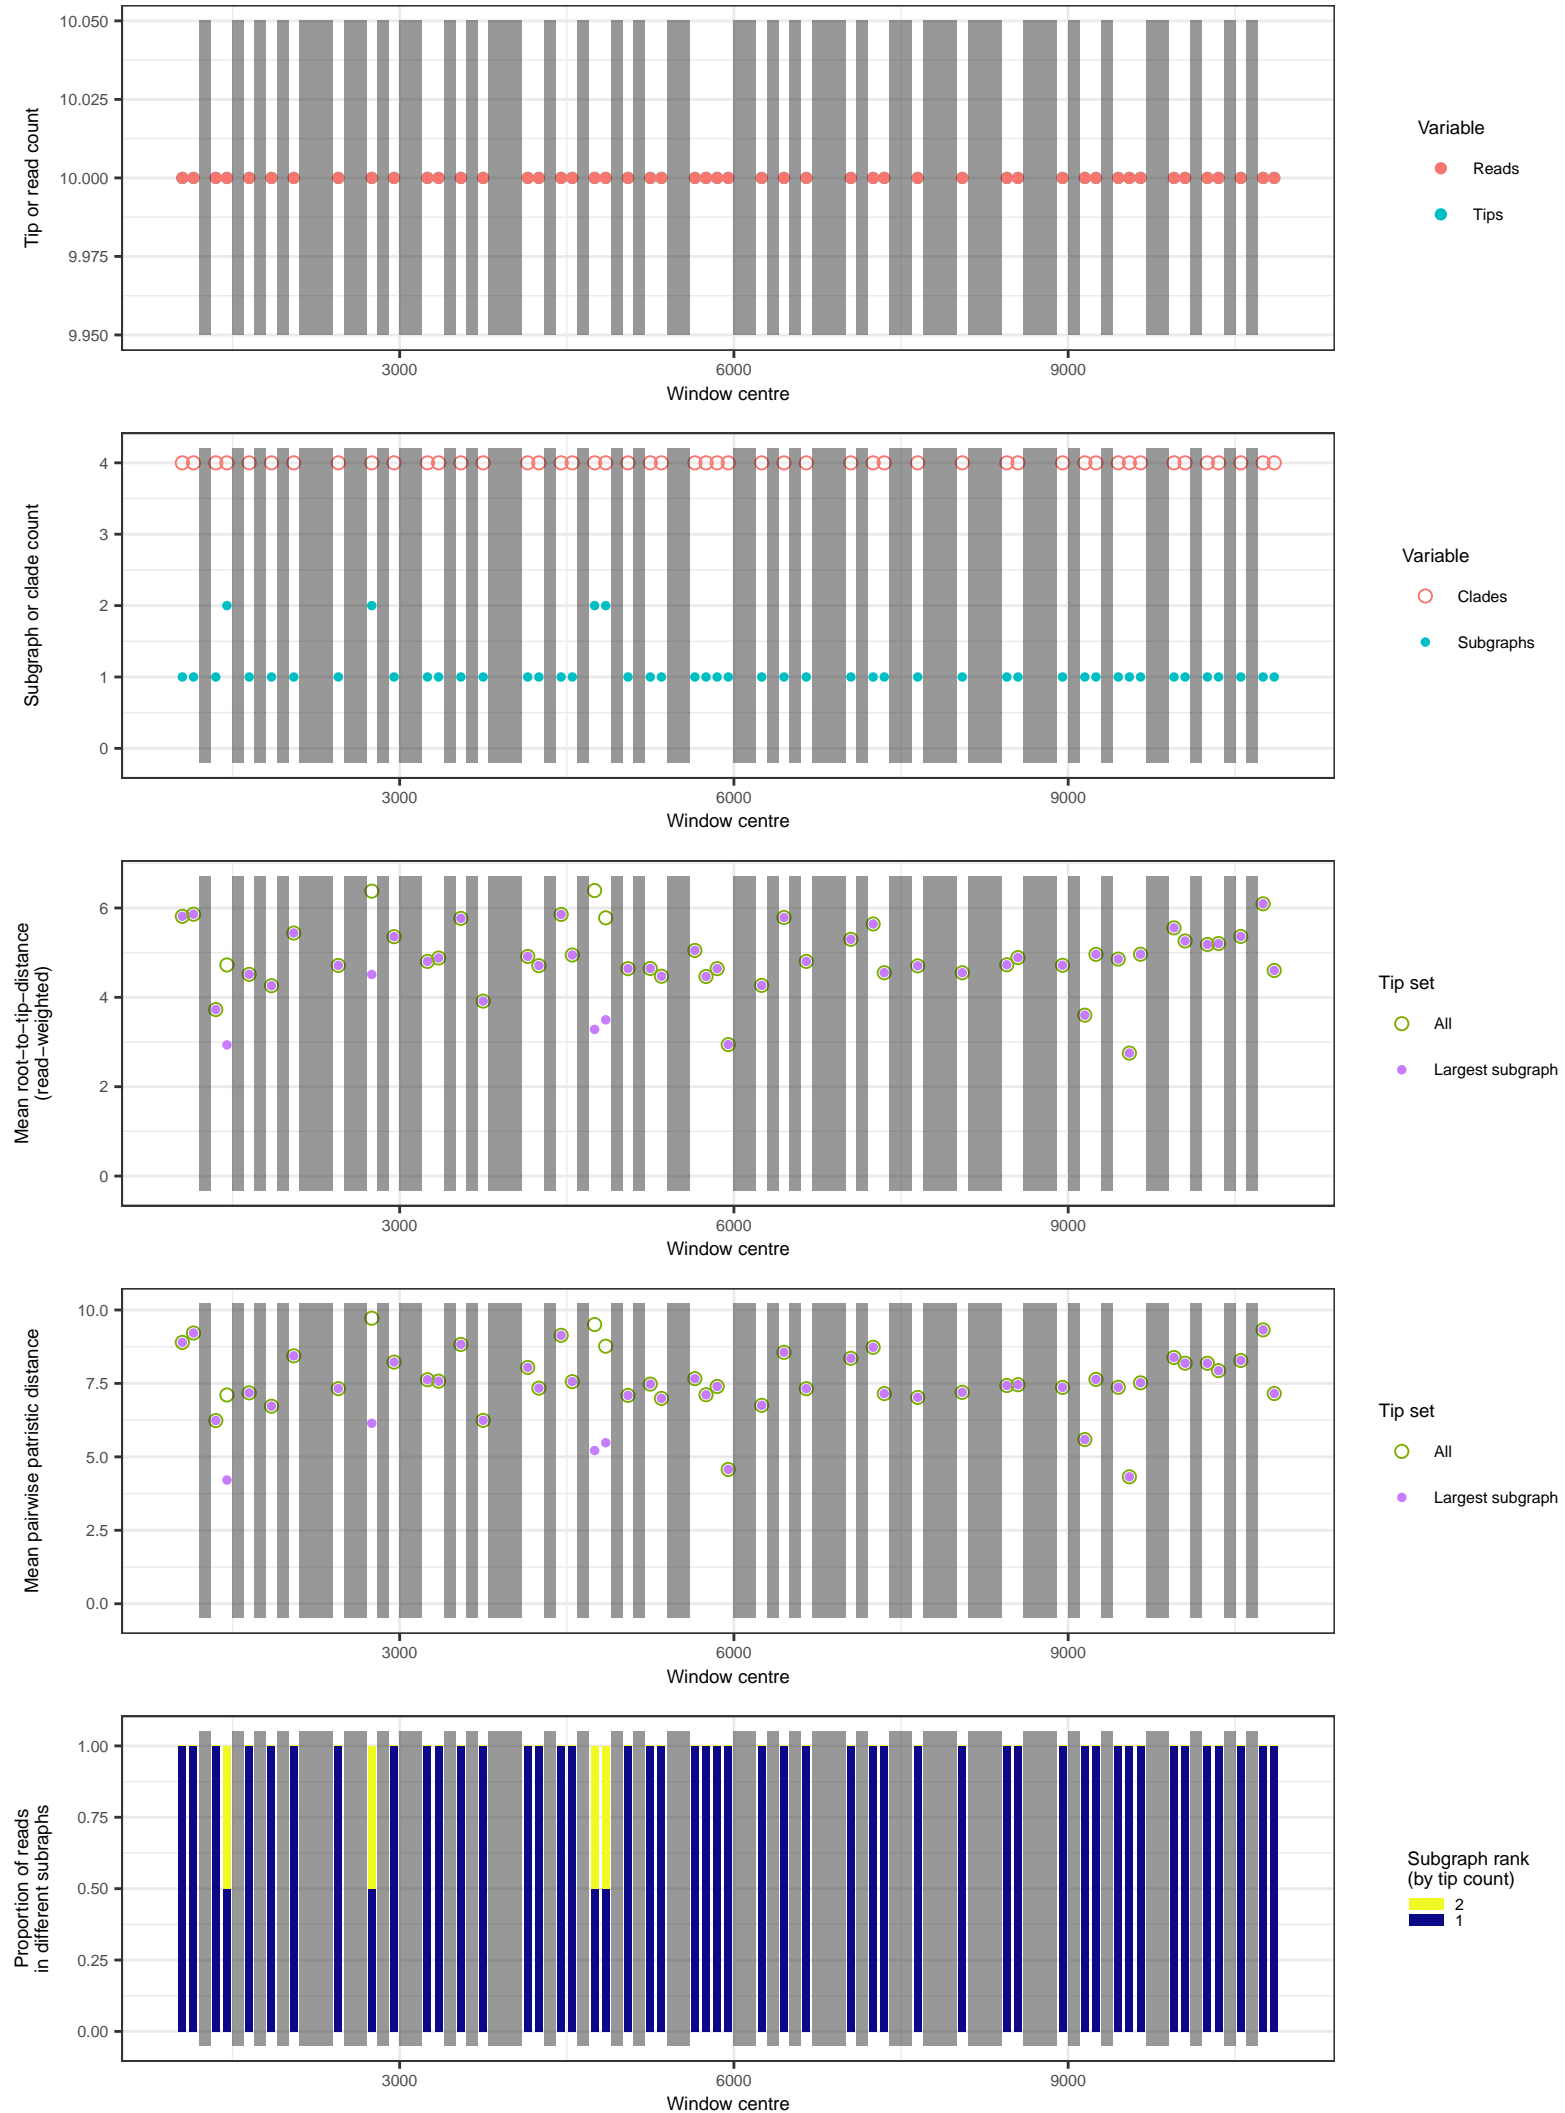 10.050
10.025
10.000
9.975
9.950
Tip or read count
3000 6000 9000
Window centre
Variable
Reads
Tips
4
3
2
1
0
Subgraph or clade count
3000 6000 9000
Window centre
Variable
Clades
Subgraphs
6
4
2
0
Mean root−to−tip−distance
(read−weighted)
3000 6000 9000
Window centre
Tip set
All
Largest subgraph
10.0
7.5
5.0
2.5
0.0
Mean pairwise patristic distance
3000 6000 9000
Window centre
Tip set
All
Largest subgraph
1.00
0.75
0.50
0.25
0.00
Proportion of reads
in different subraphs
3000 6000 9000
Window centre
Subgraph rank
(by tip count)
2
1